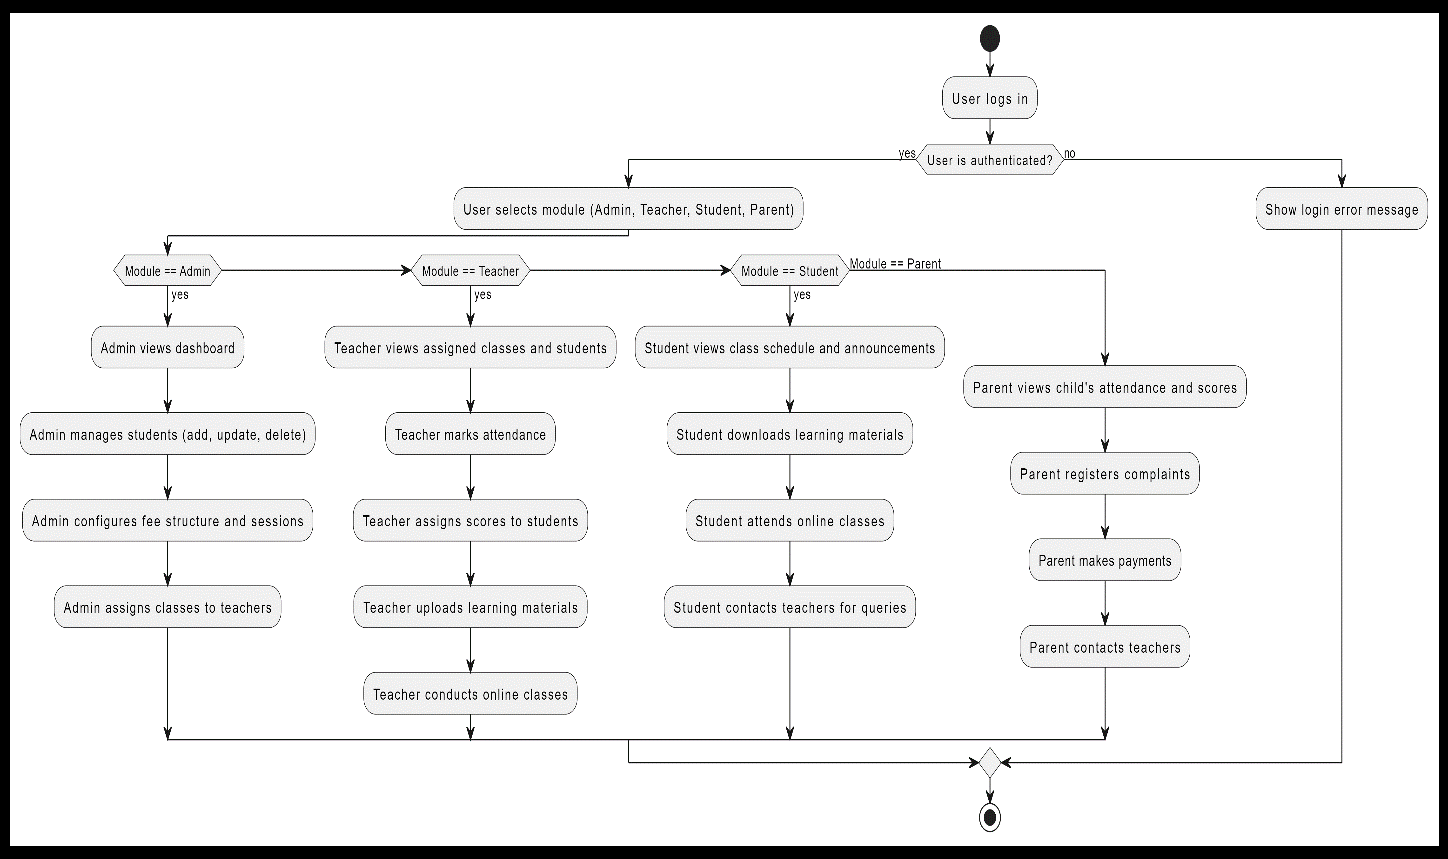 User logs in
yes
User is authenticated?
no
User selects module (Admin, Teacher, Student, Parent)
Show login error message
Module == Admin
Module == Teacher
Module == Student
Module == Parent
yes
yes
yes
Admin views dashboard
Teacher views assigned classes and students
Student views class schedule and announcements
Parent views child's attendance and scores
Admin manages students (add, update, delete)
Teacher marks attendance
Student downloads learning materials
Parent registers complaints
Admin configures fee structure and sessions
Teacher assigns scores to students
Student attends online classes
Parent makes payments
Admin assigns classes to teachers
Teacher uploads learning materials
Student contacts teachers for queries
Parent contacts teachers
Teacher conducts online classes